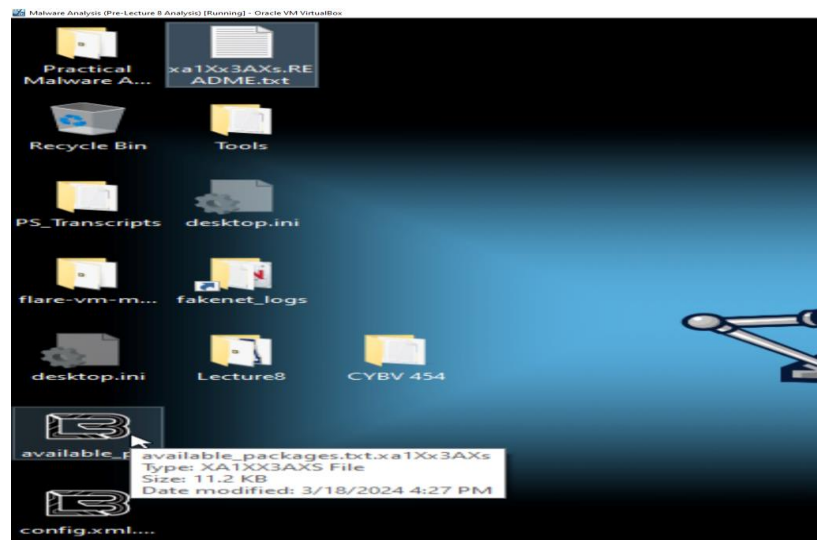 Malware Analysis (Pre-Lecture 8 Analysis) [Running] - Oracle VM VirtualBox
Practical
Malware A...
xa1Xx3AXs.RE
ADME.txt
Recycle Bin
Tools
PS_Transcripts
desktop.ini
flare-vm-m...
fakenet_logs
desktop.ini
Lecture8
CYBV 454
available_p
available_packages.txt.xa1Xx3AXs
Type: XA1XX3AXS File
Size: 11.2 KB
Date modified: 3/18/2024 4:27 PM
config.xml....